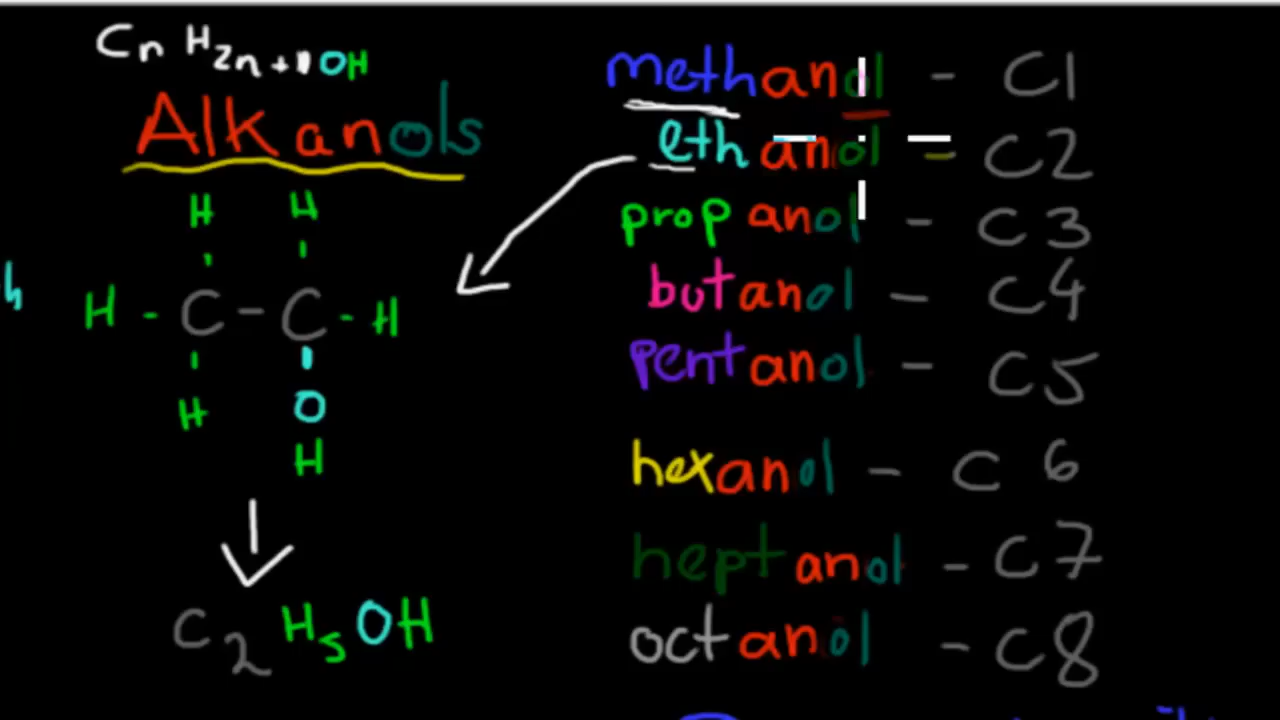 CnH2n+1OH
Alkanols
H H
H - C - C - H
H O
H
C2H5OH
methanol - C1
ethanol - C2
propanol - C3
butanol - C4
pentanol - C5
hexanol - C6
heptanol - C7
octanol - C8